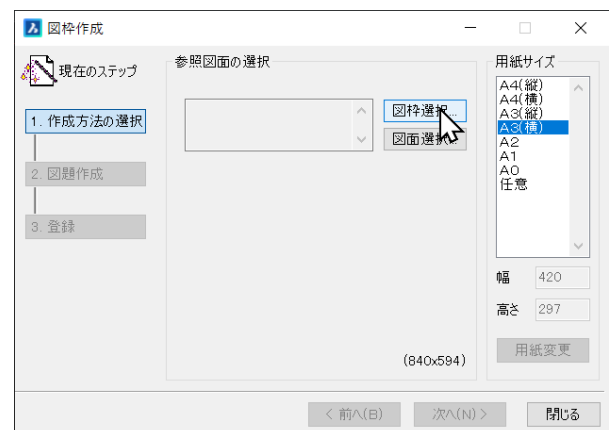 図枠作成
現在のステップ
1. 作成方法の選択
2. 図題作成
3. 登録
参照図面の選択
図枠選択...
図面選択...
(840x594)
用紙サイズ
A4(縦)
A4(横)
A3(縦)
A3(横)
A2
A1
A0
任意
幅 420
高さ 297
用紙変更
< 前へ(B)
次へ(N) >
閉じる